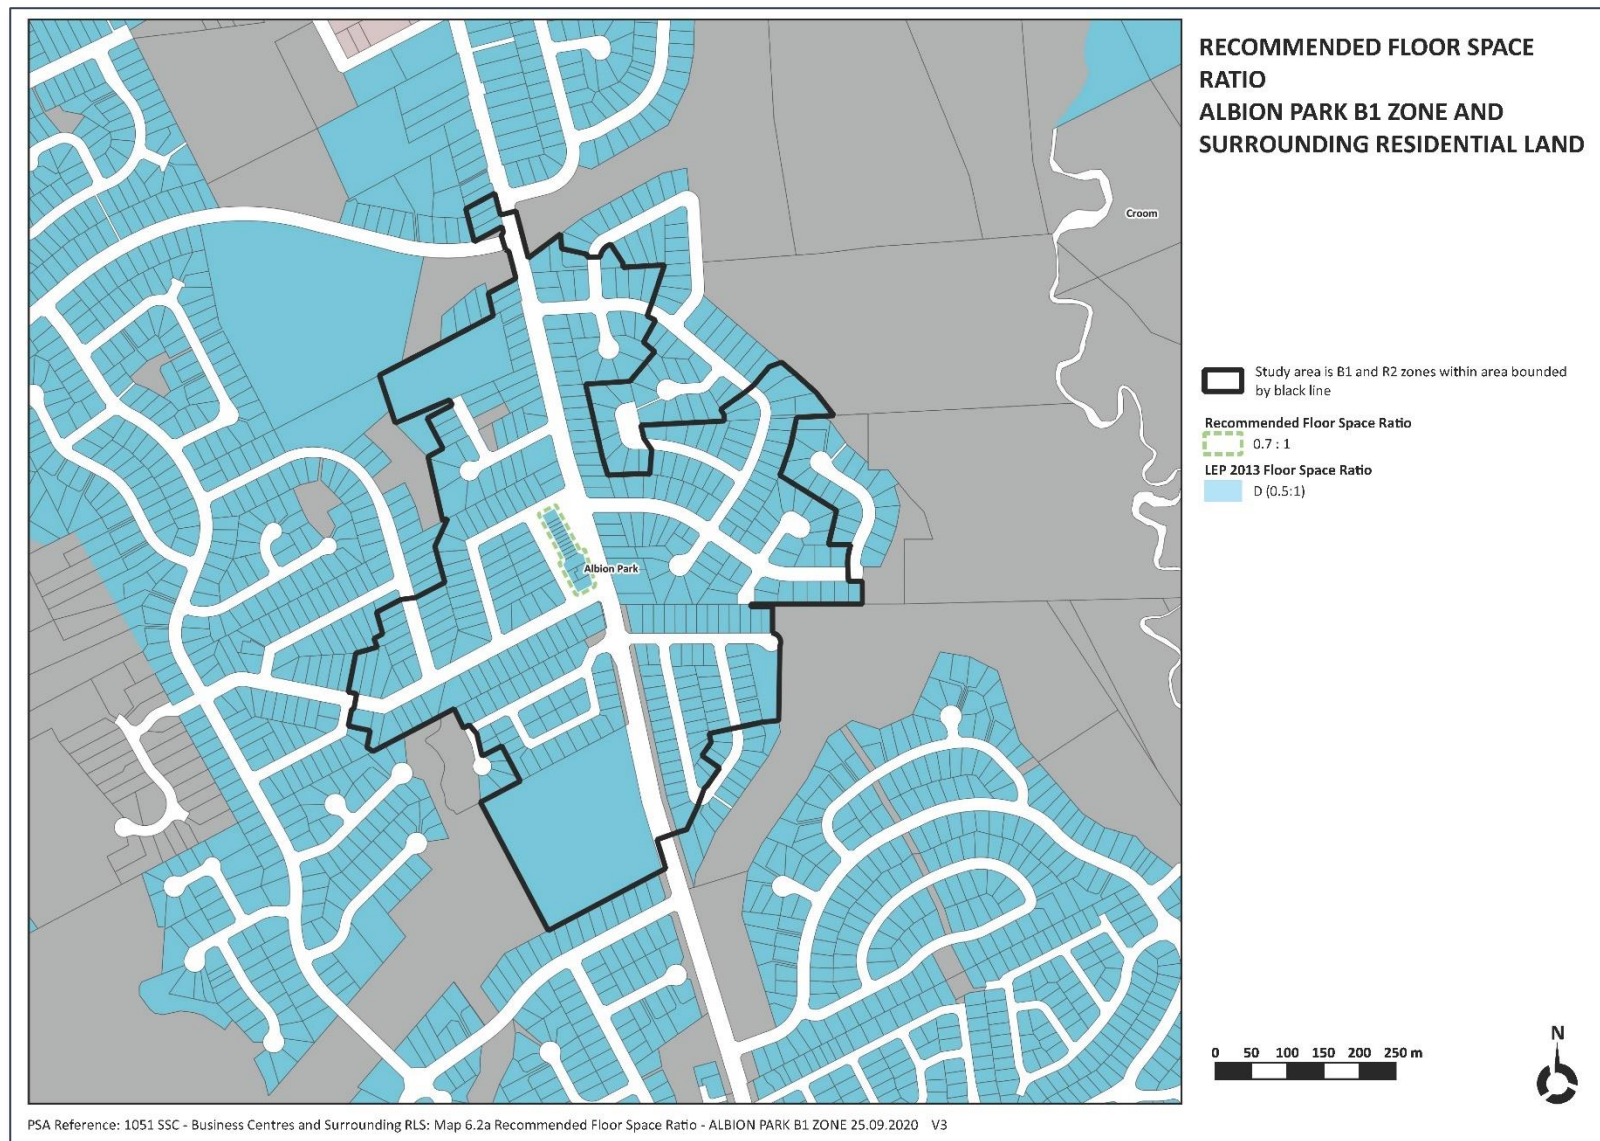 RECOMMENDED FLOOR SPACE
RATIO
ALBION PARK B1 ZONE AND
SURROUNDING RESIDENTIAL LAND
Croom
Study area is B1 and R2 zones within area bounded
by black line
Recommended Floor Space Ratio
0.7 : 1
LEP 2013 Floor Space Ratio
D (0.5:1)
Albion Park
N
0 50 100 150 200 250 m
PSA Reference: 1051 SSC - Business Centres and Surrounding RLS: Map 6.2a Recommended Floor Space Ratio - ALBION PARK B1 ZONE 25.09.2020 V3